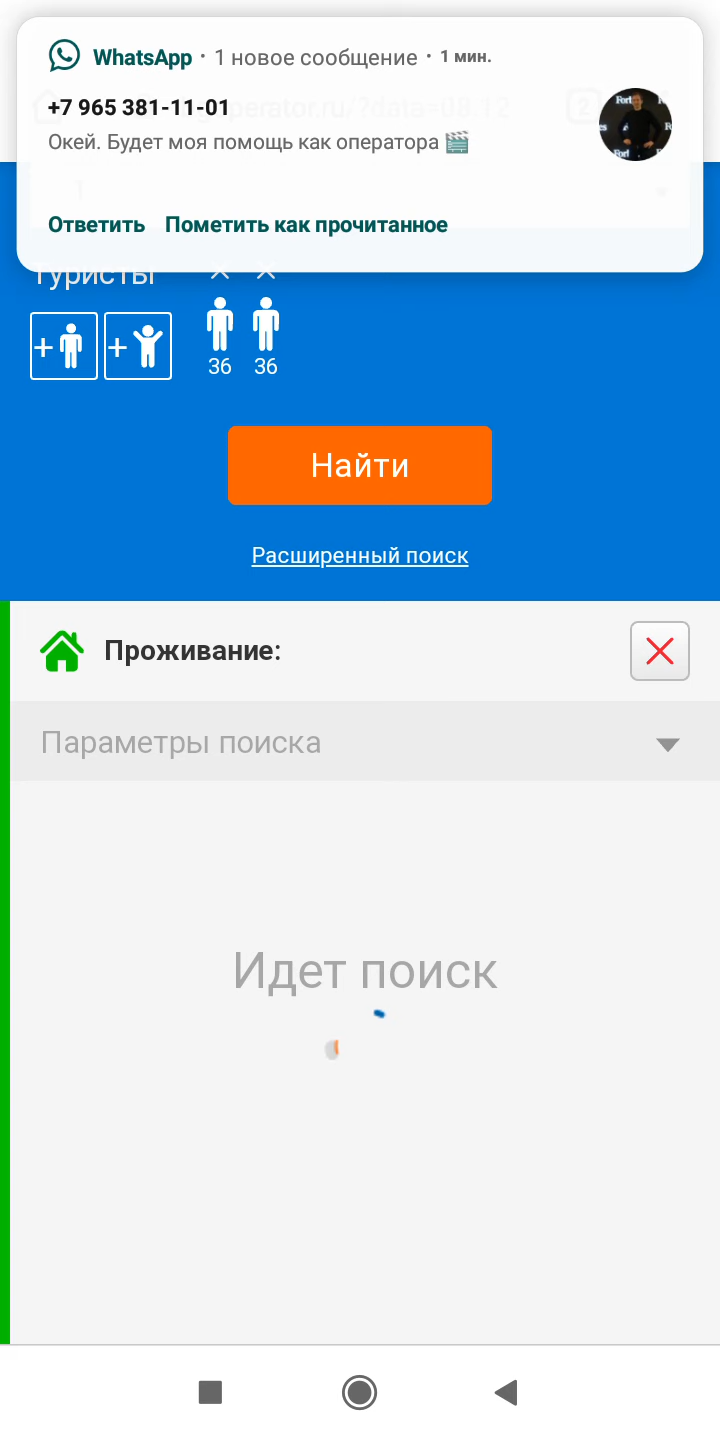 WhatsApp · 1 новое сообщение · 1 мин.
+7 965 381-11-01
Окей. Будет моя помощь как оператора 🎬
Ответить Пометить как прочитанное
Туристы
+ +
36 36
Найти
Расширенный поиск
Проживание:
Параметры поиска
Идет поиск